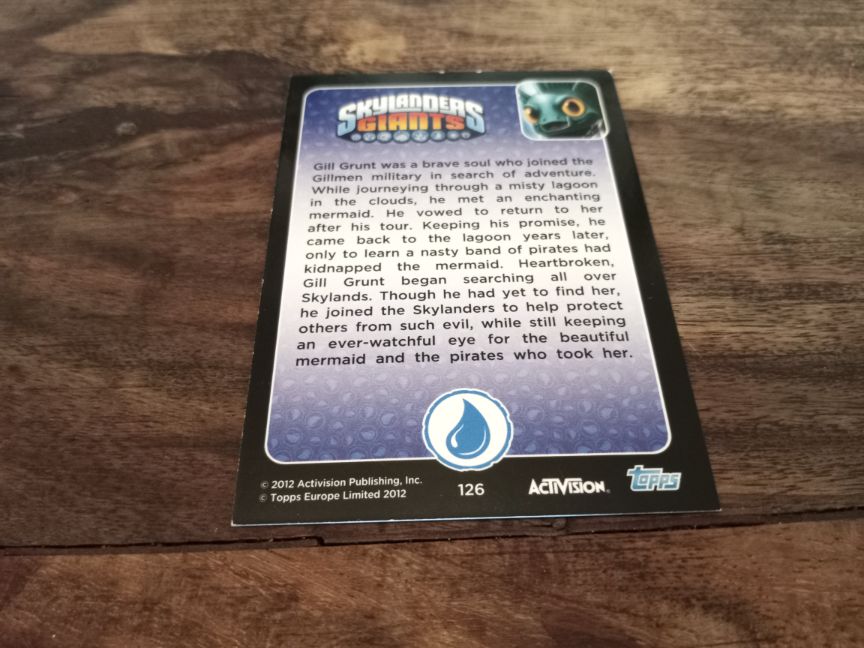 SKYLANDERS
GIANTS
Gill Grunt was a brave soul who joined the
Gillmen military in search of adventure.
While journeying through a misty lagoon
in the clouds, he met an enchanting
mermaid. He vowed to return to her
after his tour. Keeping his promise, he
came back to the lagoon years later,
only to learn a nasty band of pirates had
kidnapped the mermaid. Heartbroken,
Gill Grunt began searching all over
Skylands. Though he had yet to find her,
he joined the Skylanders to help protect
others from such evil, while still keeping
an ever-watchful eye for the beautiful
mermaid and the pirates who took her.
© 2012 Activision Publishing, Inc.
© Topps Europe Limited 2012
126
ACTIVISION®
topps